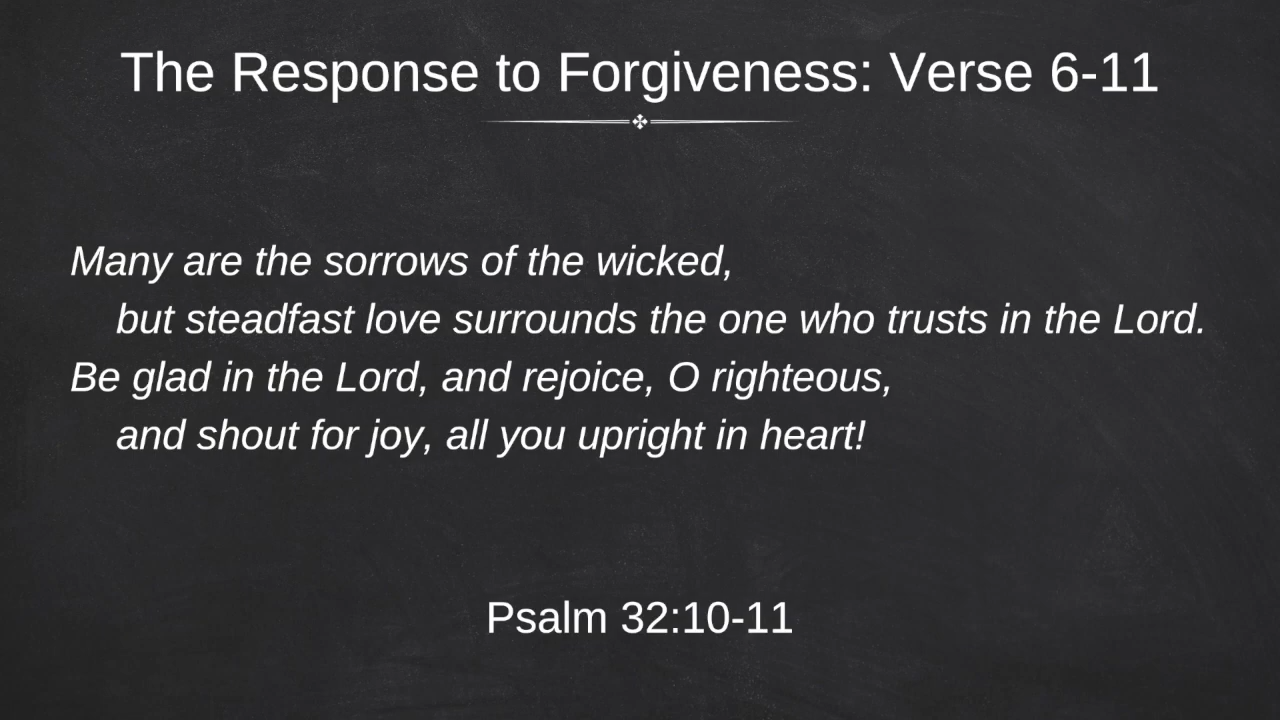 The Response to Forgiveness: Verse 6-11
Many are the sorrows of the wicked,
but steadfast love surrounds the one who trusts in the Lord.
Be glad in the Lord, and rejoice, O righteous,
and shout for joy, all you upright in heart!
Psalm 32:10-11